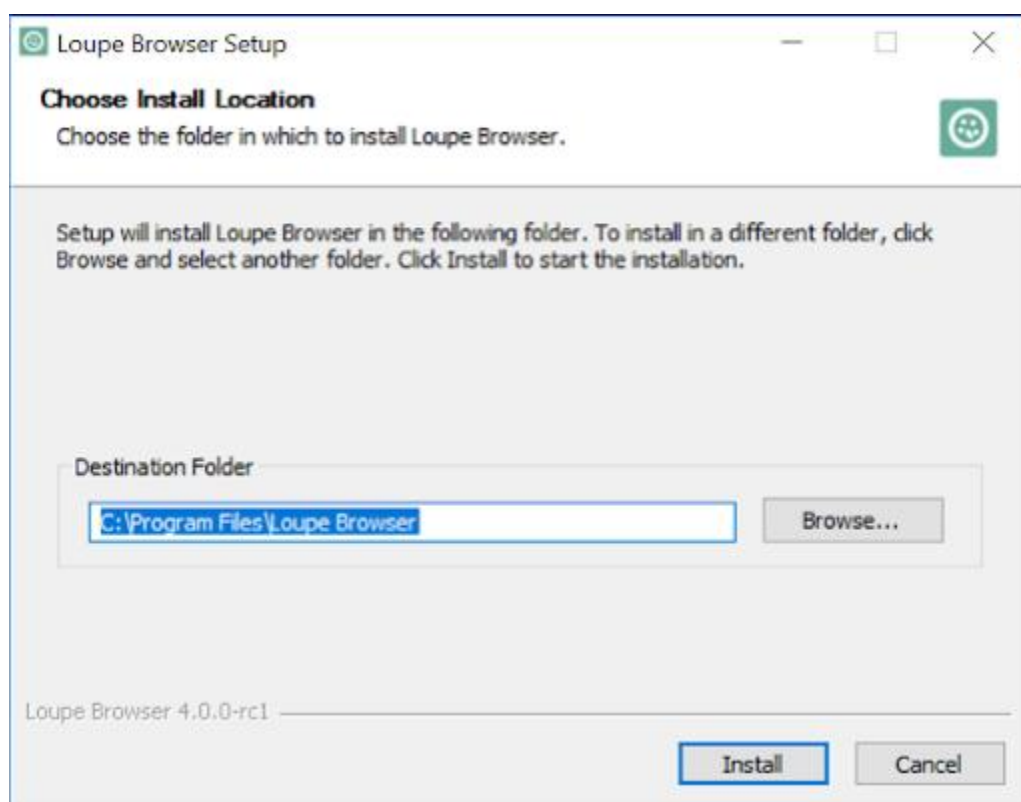 Loupe Browser Setup
Choose Install Location
Choose the folder in which to install Loupe Browser.
Setup will install Loupe Browser in the following folder. To install in a different folder, click
Browse and select another folder. Click Install to start the installation.
Destination Folder
C:\Program Files\Loupe Browser
Browse...
Loupe Browser 4.0.0-rc1
Install
Cancel